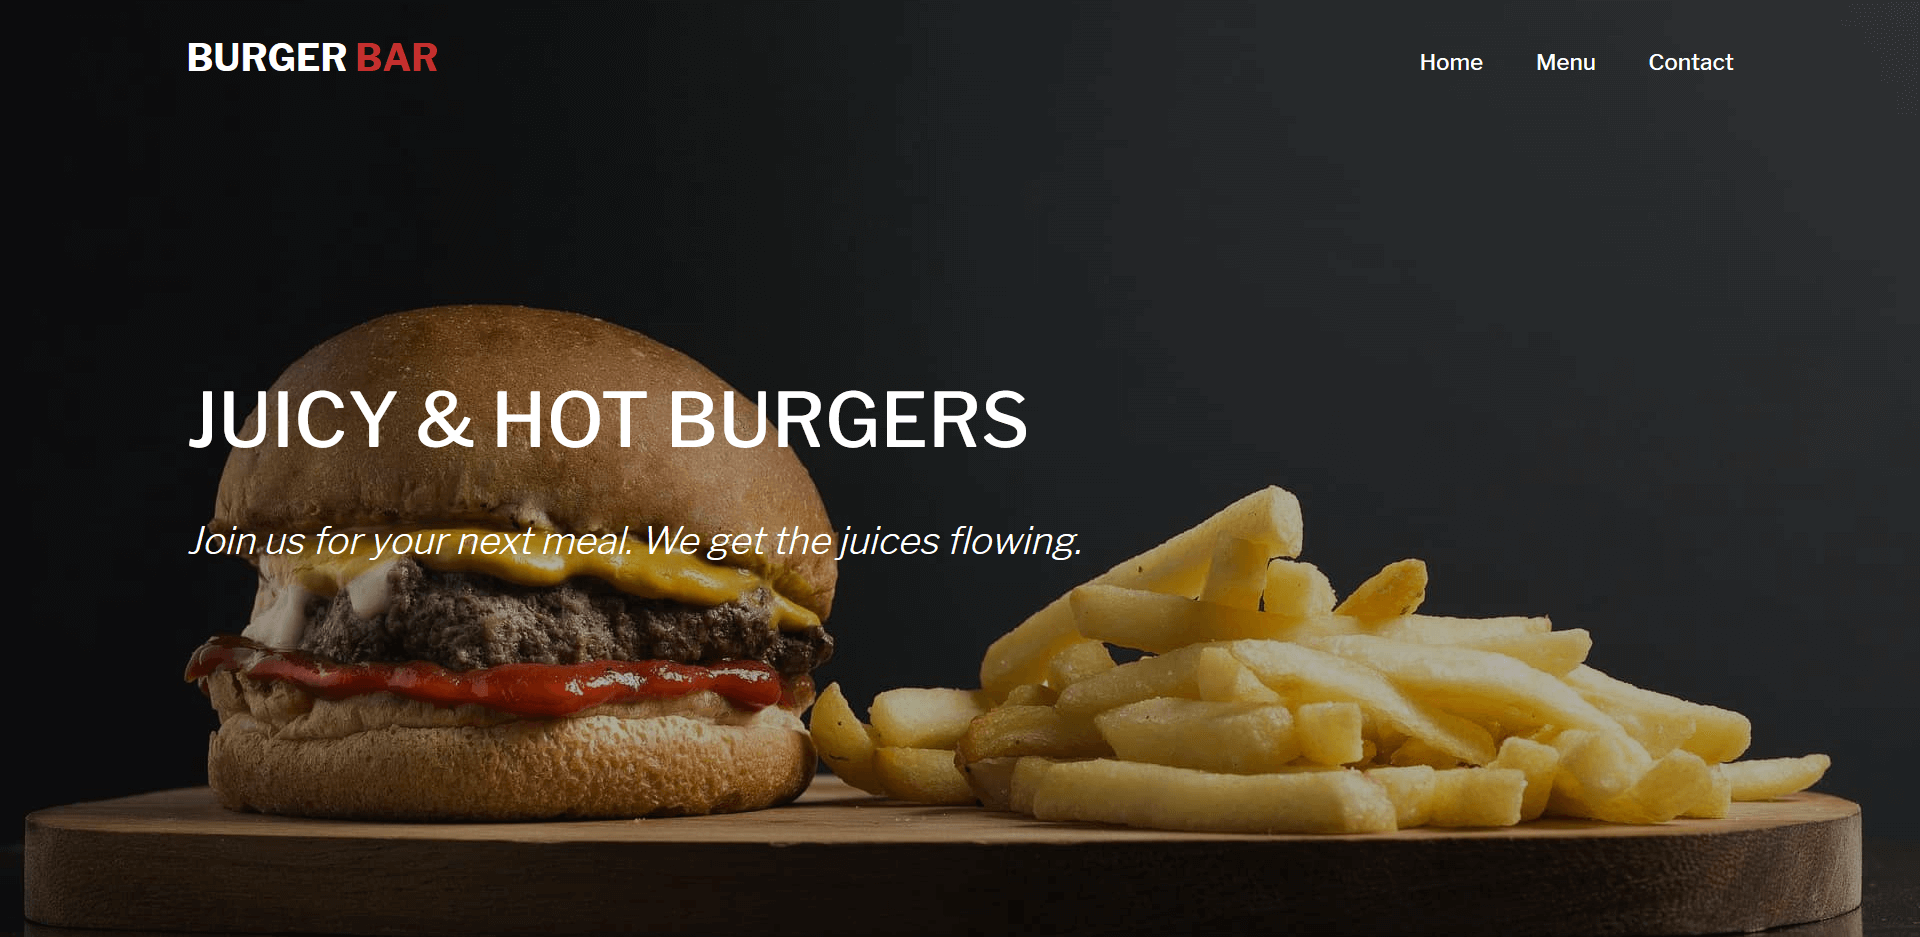 BURGER BAR
Home Menu Contact
JUICY & HOT BURGERS
Join us for your next meal. We get the juices flowing.